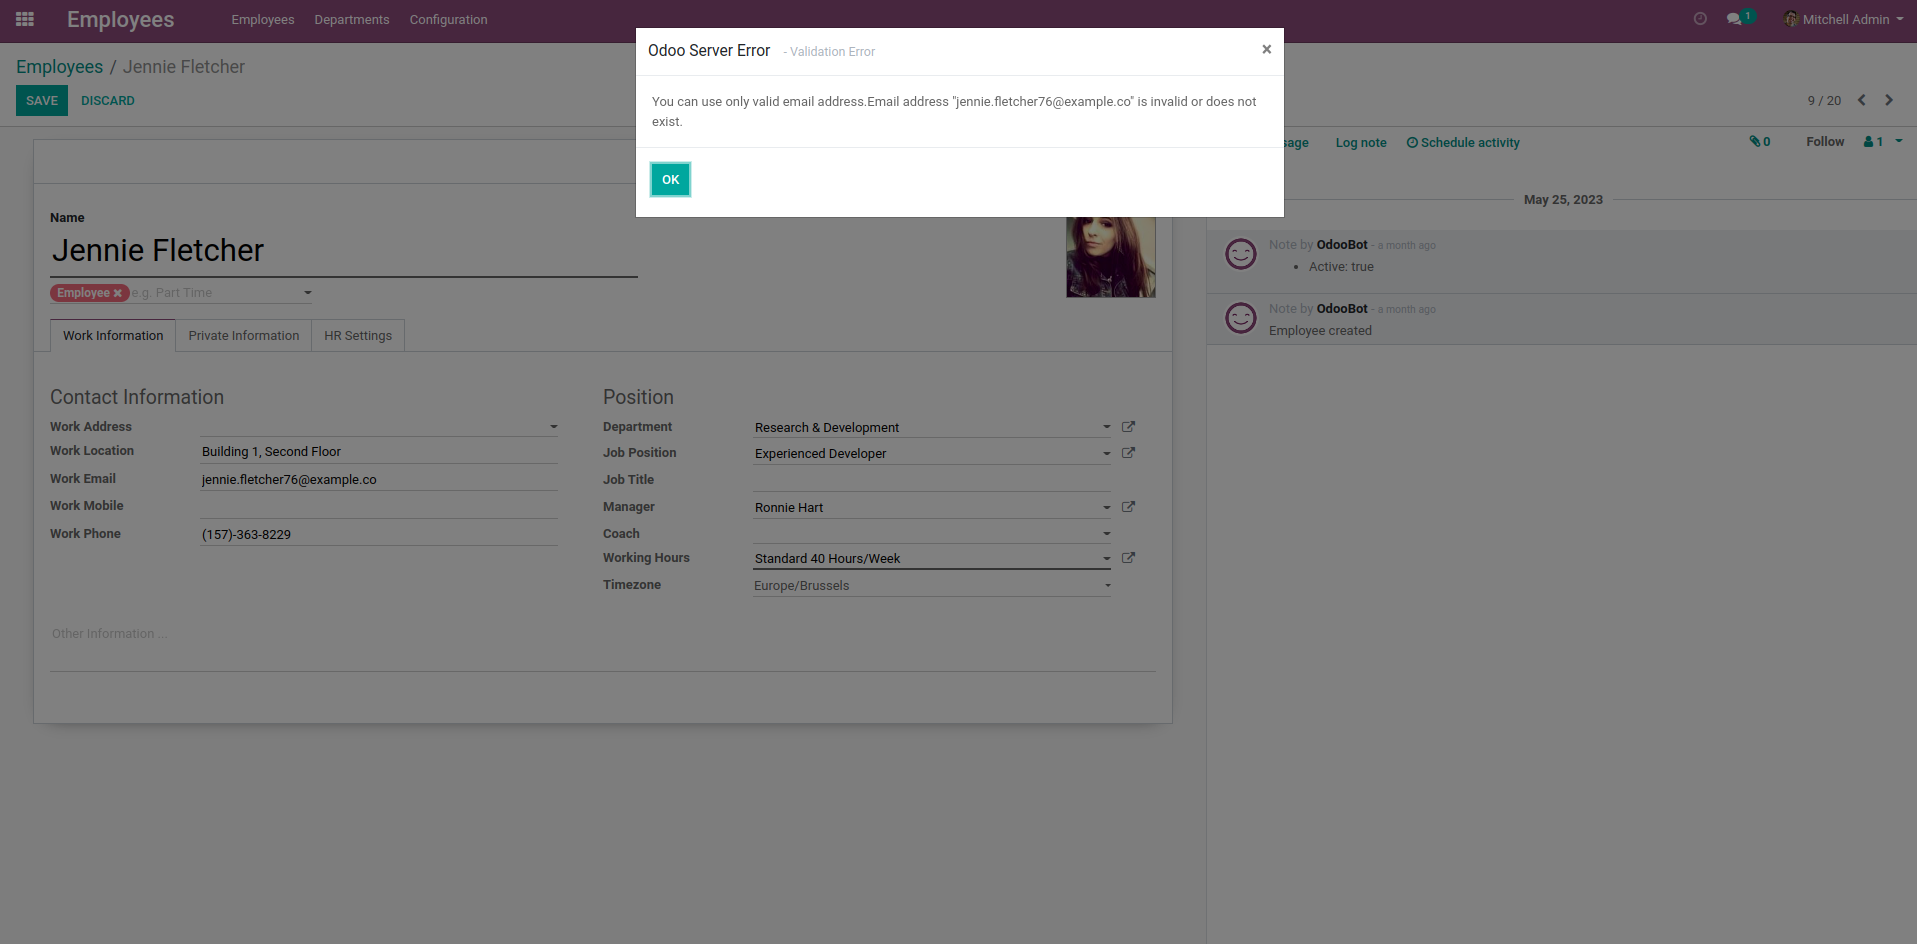 Employees
Employees Departments Configuration
1
Mitchell Admin
Employees / Jennie Fletcher
SAVE DISCARD
9 / 20
Odoo Server Error - Validation Error ×
You can use only valid email address.Email address "jennie.fletcher76@example.co" is invalid or does not
exist.
OK
sage Log note Schedule activity
0 Follow 1
Name
Jennie Fletcher
Employee × e.g. Part Time
Work Information Private Information HR Settings
Contact Information
Work Address
Work Location Building 1, Second Floor
Work Email jennie.fletcher76@example.co
Work Mobile
Work Phone (157)-363-8229
Position
Department Research & Development
Job Position Experienced Developer
Job Title
Manager Ronnie Hart
Coach
Working Hours Standard 40 Hours/Week
Timezone Europe/Brussels
Other Information ...
May 25, 2023
Note by OdooBot - a month ago
• Active: true
Note by OdooBot - a month ago
Employee created